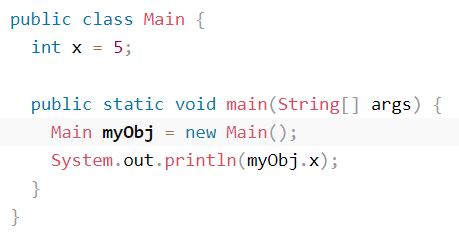 public class Main {
  int x = 5;

  public static void main(String[] args) {
    Main myObj = new Main();
    System.out.println(myObj.x);
  }
}